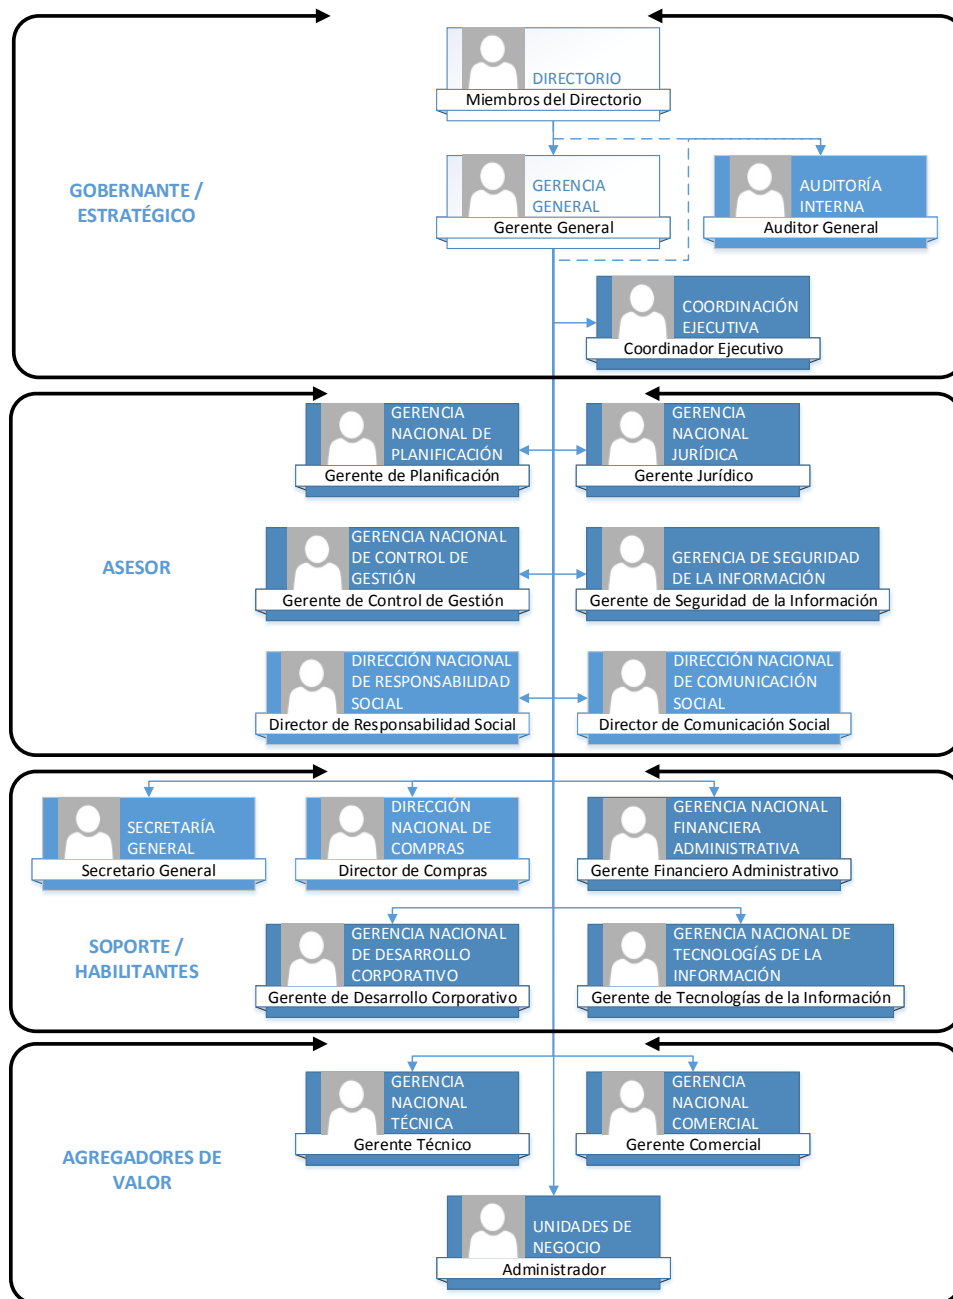 DIRECTORIO
Miembros del Directorio
GOBERNANTE /
ESTRATÉGICO
GERENCIA
GENERAL
Gerente General
AUDITORÍA
INTERNA
Auditor General
COORDINACIÓN
EJECUTIVA
Coordinador Ejecutivo
GERENCIA
NACIONAL DE
PLANIFICACIÓN
Gerente de Planificación
GERENCIA
NACIONAL
JURÍDICA
Gerente Jurídico
ASESOR
GERENCIA NACIONAL
DE CONTROL DE
GESTIÓN
Gerente de Control de Gestión
GERENCIA DE SEGURIDAD
DE LA INFORMACIÓN
Gerente de Seguridad de la Información
DIRECCIÓN NACIONAL
DE RESPONSABILIDAD
SOCIAL
Director de Responsabilidad Social
DIRECCIÓN NACIONAL
DE COMUNICACIÓN
SOCIAL
Director de Comunicación Social
SECRETARÍA
GENERAL
Secretario General
DIRECCIÓN
NACIONAL DE
COMPRAS
Director de Compras
GERENCIA NACIONAL
FINANCIERA
ADMINISTRATIVA
Gerente Financiero Administrativo
SOPORTE /
HABILITANTES
GERENCIA NACIONAL
DE DESARROLLO
CORPORATIVO
Gerente de Desarrollo Corporativo
GERENCIA NACIONAL DE
TECNOLOGÍAS DE LA
INFORMACIÓN
Gerente de Tecnologías de la Información
GERENCIA
NACIONAL
TÉCNICA
Gerente Técnico
GERENCIA
NACIONAL
COMERCIAL
Gerente Comercial
AGREGADORES DE
VALOR
UNIDADES DE
NEGOCIO
Administrador